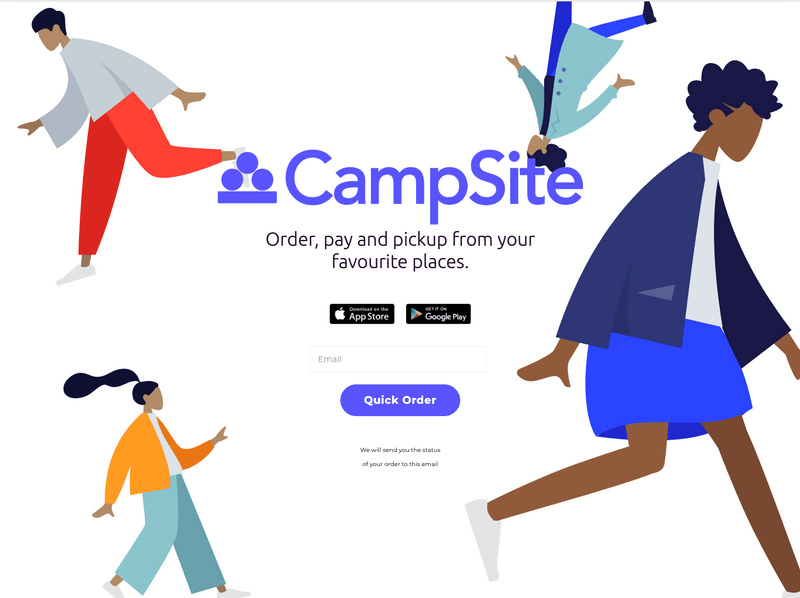 CampSite
Order, pay and pickup from your
favourite places.
Download on the
App Store
GET IT ON
Google Play
Email
Quick Order
We will send you the status
of your order to this email